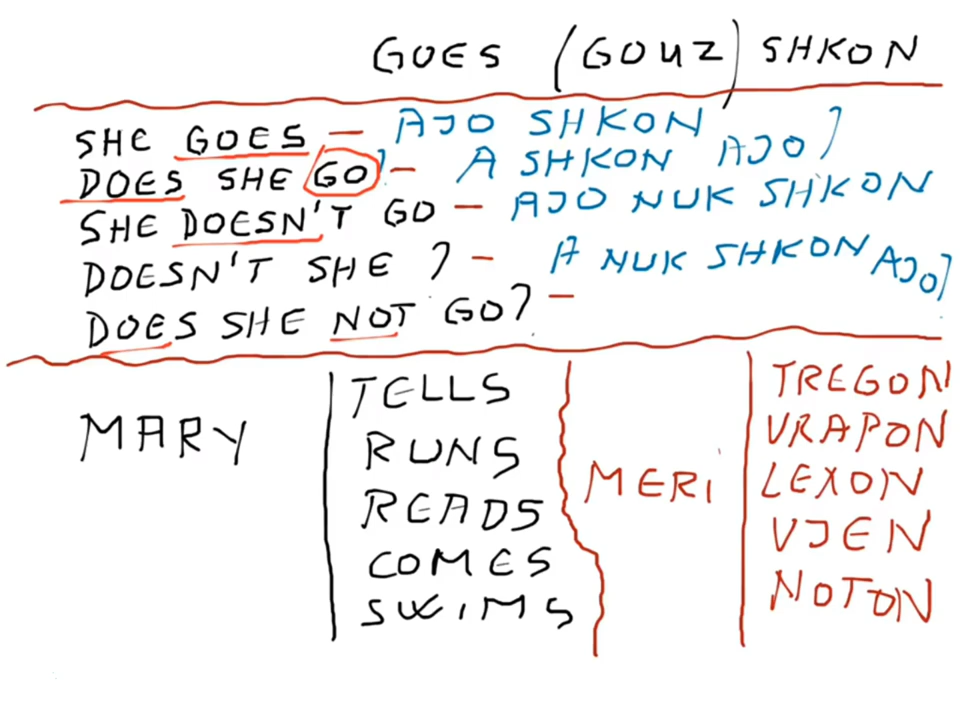 GOES (GOUZ) SHKON
SHE GOES — AJO SHKON
DOES SHE GO? — A SHKON AJO?
SHE DOESN'T GO — AJO NUK SHKON
DOESN'T SHE ? — A NUK SHKON AJO?
DOES SHE NOT GO? —
MARY
TELLS
RUNS
READS
COMES
SWIMS
MERI
TREGON
VRAPON
LEXON
VJEN
NOTON